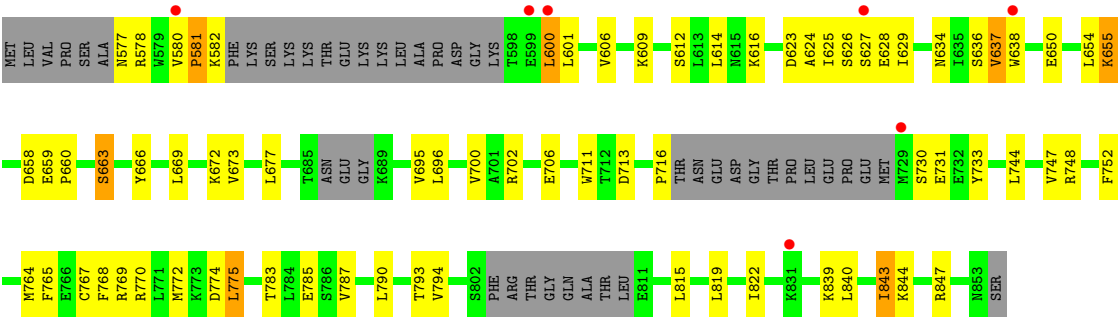 MET LEU VAL PRO SER ALA N577 R578 W579 V580 P581 K582 PHE LYS SER LYS LYS THR GLU LYS LYS LEU ALA PRO ASP GLY LYS T598 E599 L600 L601 V606 K609 S612 L613 L614 N615 K616 D623 A624 I625 S626 S627 E628 I629 N634 I635 S636 V637 W638 E650 L654 K655
D658 E659 P660 S663 Y666 L669 K672 V673 L677 T685 ASN GLU GLY K689 V695 L696 V700 A701 R702 E706 W711 T712 D713 P716 THR ASN GLU ASP GLY THR PRO LEU GLU PRO GLU MET M729 S730 E731 E732 Y733 L744 V747 R748 F752
M764 F765 E766 C767 F768 R769 R770 L771 M772 K773 D774 L775 T783 L784 E785 S786 V787 L790 T793 V794 S802 PHE ARG THR GLY GLN ALA THR LEU E811 L815 L819 I822 K831 K839 L840 I843 K844 R847 N853 SER